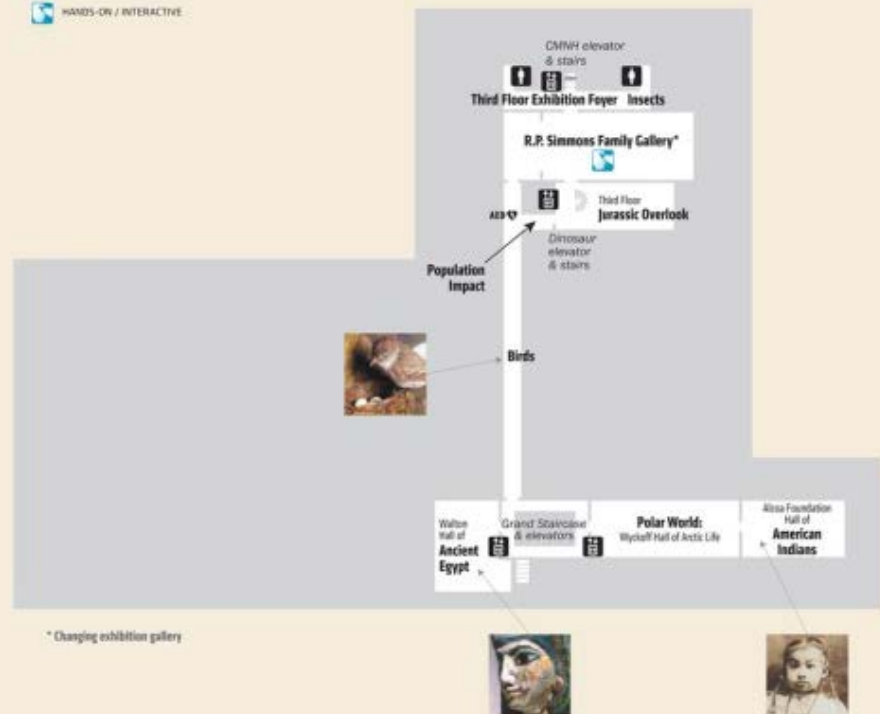 HANDS-ON / INTERACTIVE
CMNH elevator
& stairs
Third Floor Exhibition Foyer Insects
R.P. Simmons Family Gallery*
AED
Third Floor
Jurassic Overlook
Dinosaur
elevator
& stairs
Population
Impact
Birds
Walton
Hall of
Ancient
Egypt
Grand Staircase
& elevators
Polar World:
Wyckoff Hall of Arctic Life
Alcoa Foundation
Hall of
American
Indians
* Changing exhibition gallery